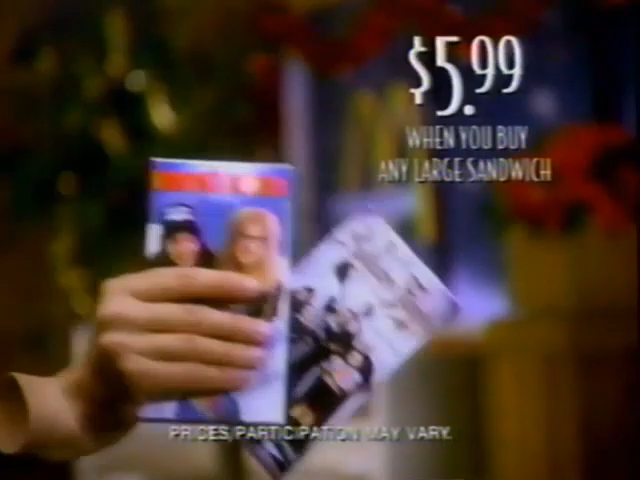 $5.99
WHEN YOU BUY
ANY LARGE SANDWICH
PRICES, PARTICIPATION MAY VARY.